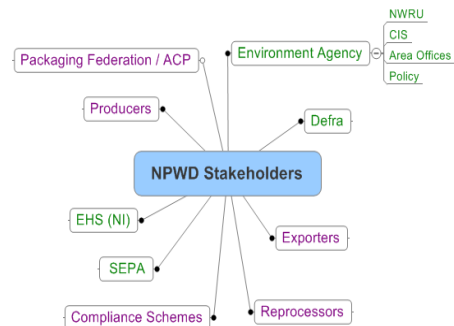 NWRU
CIS
Environment Agency
Area Offices
Policy
Packaging Federation / ACP
Producers
Defra
NPWD Stakeholders
EHS (NI)
Exporters
SEPA
Compliance Schemes
Reprocessors